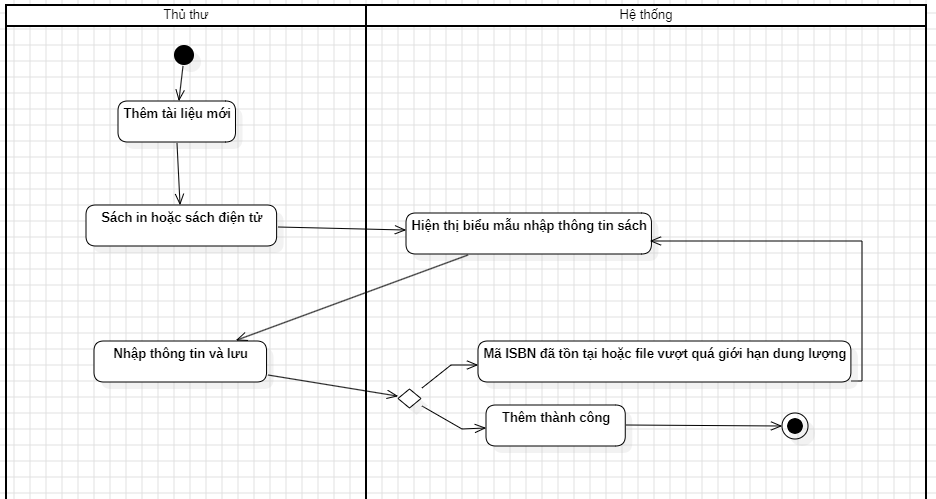 Thủ thư
Hệ thống
Thêm tài liệu mới
Sách in hoặc sách điện tử
Hiện thị biểu mẫu nhập thông tin sách
Nhập thông tin và lưu
Mã ISBN đã tồn tại hoặc file vượt quá giới hạn dung lượng
Thêm thành công